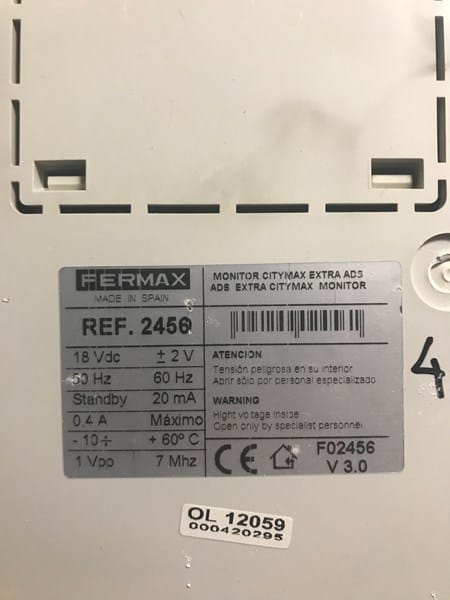 FERMAX
MADE IN SPAIN
REF. 2456
18 Vdc ± 2 V
50 Hz 60 Hz
Standby 20 mA
0,4 A Máximo
- 10 ÷ + 60º C
1 Vpp 7 Mhz
MONITOR CITYMAX EXTRA ADS
ADS EXTRA CITYMAX MONITOR
ATENCION
Tensión peligrosa en su interior
Abrir sólo por personal especializado
WARNING
Hight voltage inside
Open only by specialist personnel
CE
F02456
V 3.0
OL 12059
000420295
4